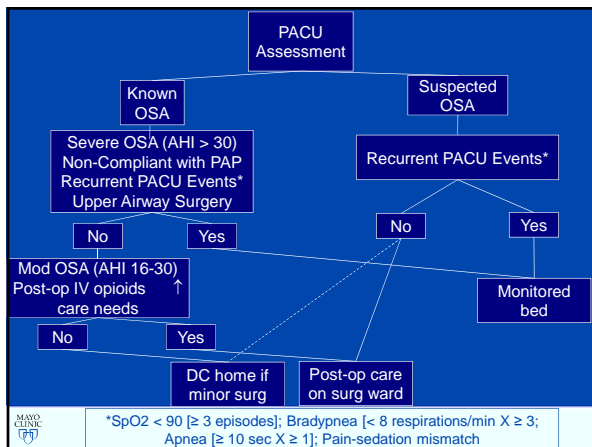 PACU
Assessment
Known
OSA
Suspected
OSA
Severe OSA (AHI > 30)
Non-Compliant with PAP
Recurrent PACU Events*
Upper Airway Surgery
Recurrent PACU Events*
No
Yes
No
Yes
Mod OSA (AHI 16-30)
Post-op IV opioids ↑
care needs
Monitored
bed
No
Yes
DC home if
minor surg
Post-op care
on surg ward
MAYO
CLINIC
*SpO2 < 90 [≥ 3 episodes]; Bradypnea [< 8 respirations/min X ≥ 3;
Apnea [≥ 10 sec X ≥ 1]; Pain-sedation mismatch